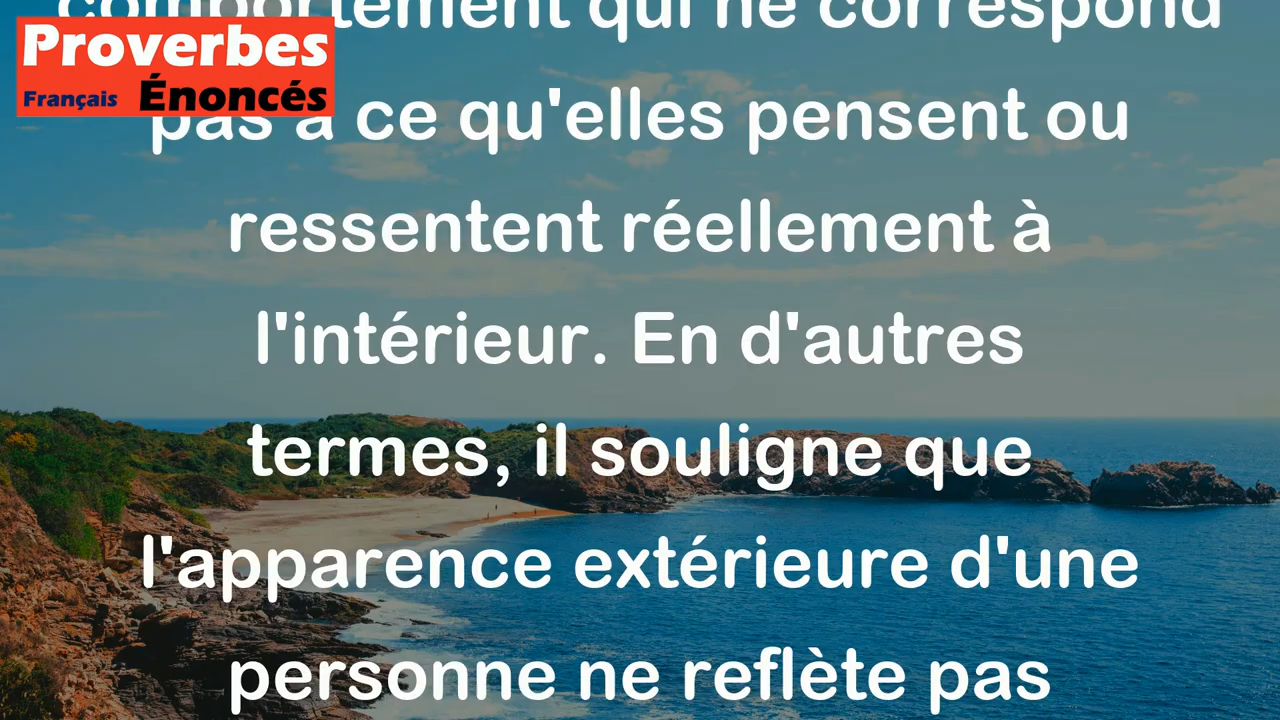 Proverbes
Français Énoncés
comportement qui ne correspond
pas à ce qu'elles pensent ou
ressentent réellement à
l'intérieur. En d'autres
termes, il souligne que
l'apparence extérieure d'une
personne ne reflète pas